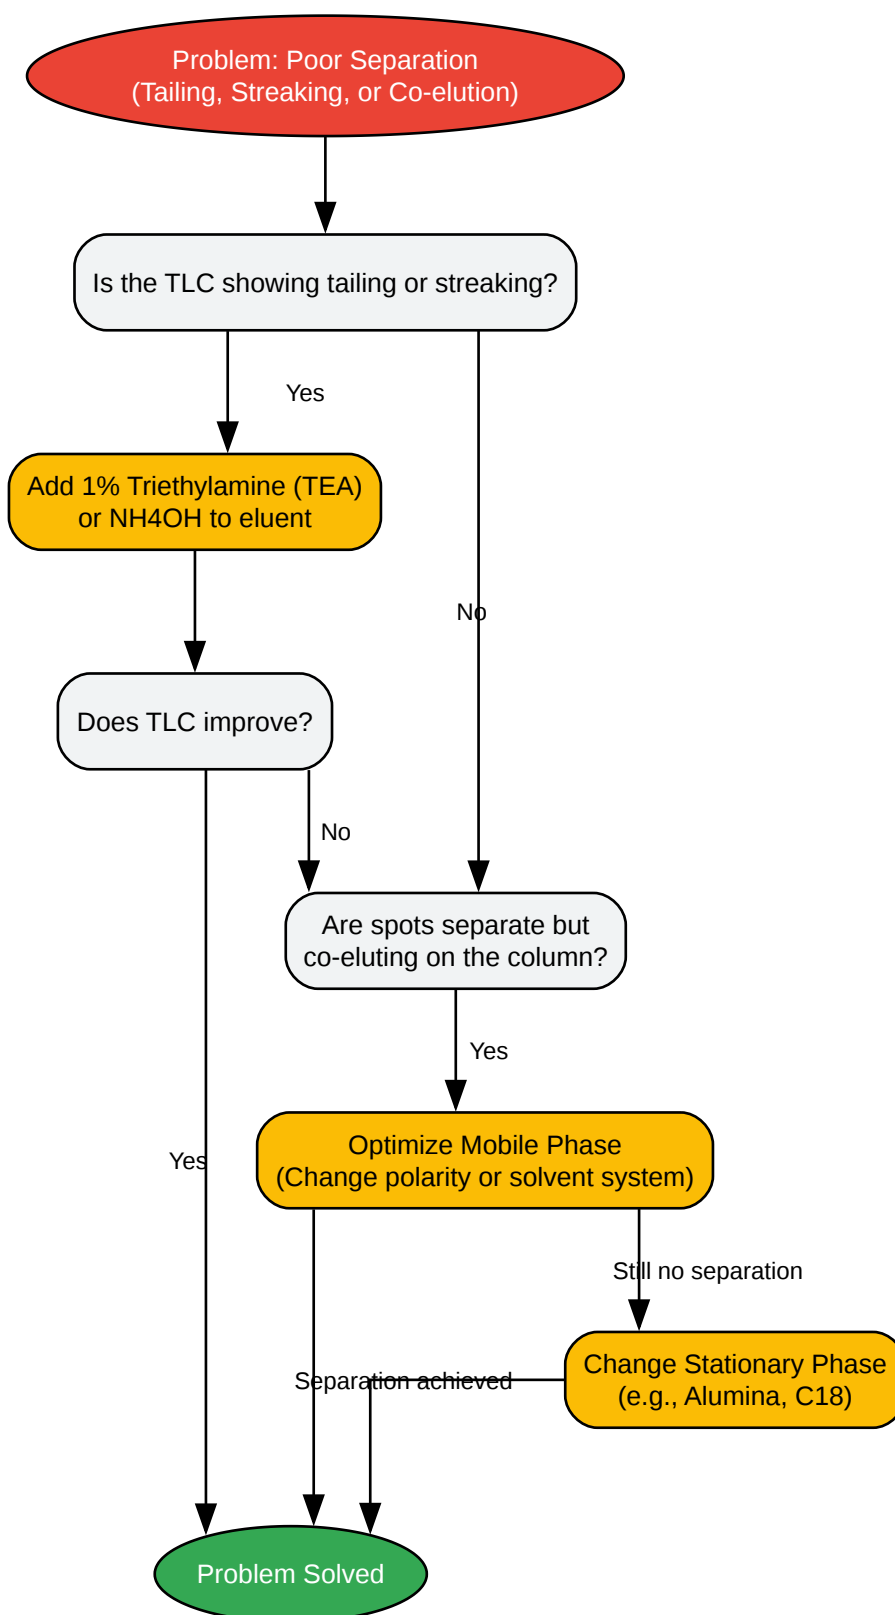 Problem: Poor Separation
(Tailing, Streaking, or Co-elution)
Is the TLC showing tailing or streaking?
Yes
Add 1% Triethylamine (TEA)
or NH4OH to eluent
No
Does TLC improve?
No
Are spots separate but
co-eluting on the column?
Yes
Optimize Mobile Phase
(Change polarity or solvent system)
Yes
Still no separation
Change Stationary Phase
(e.g., Alumina, C18)
Separation achieved
Problem Solved